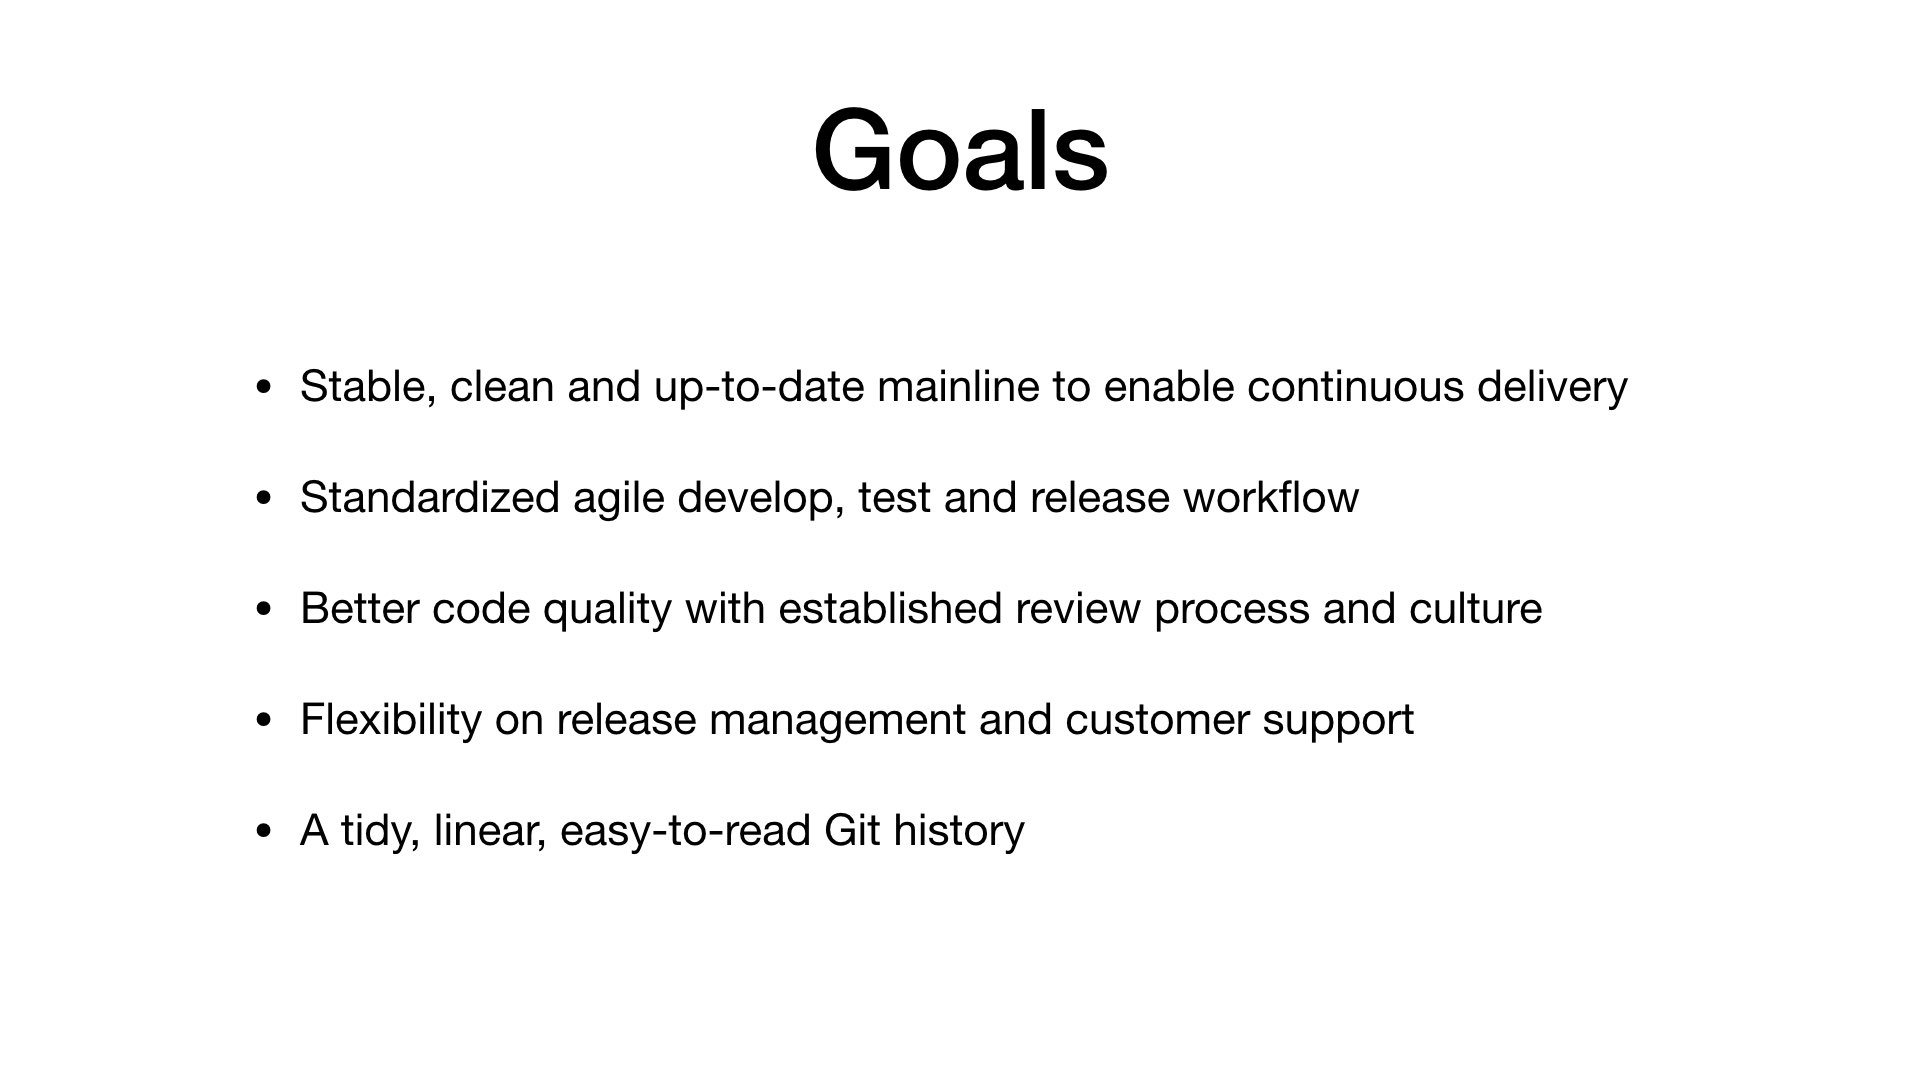 Goals
• Stable, clean and up-to-date mainline to enable continuous delivery
• Standardized agile develop, test and release workflow
• Better code quality with established review process and culture
• Flexibility on release management and customer support
• A tidy, linear, easy-to-read Git history